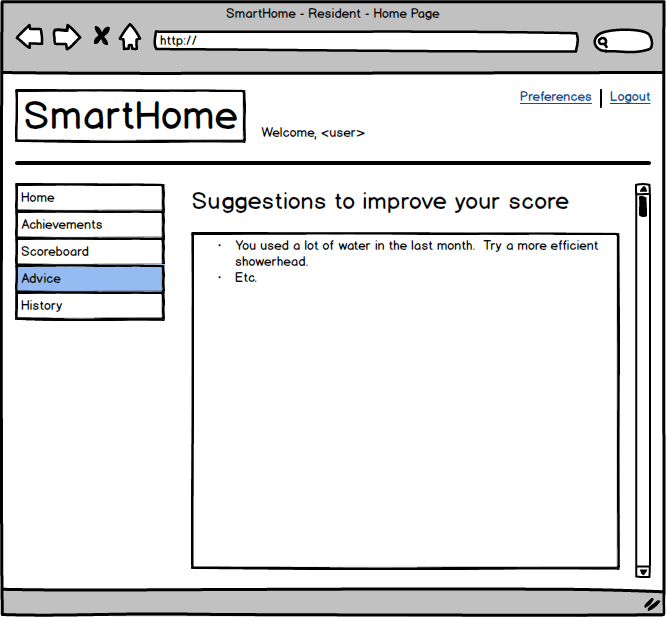 SmartHome - Resident - Home Page
http://
Preferences | Logout
SmartHome
Welcome, <user>
Home
Achievements
Scoreboard
Advice
History
Suggestions to improve your score
· You used a lot of water in the last month. Try a more efficient
showerhead.
· Etc.